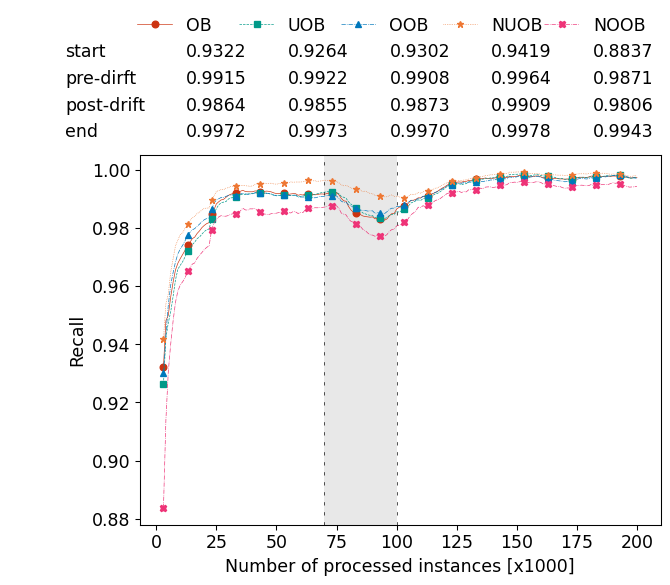 OB UOB OOB NUOB NOOB
start 0.9322 0.9264 0.9302 0.9419 0.8837
pre-dirft 0.9915 0.9922 0.9908 0.9964 0.9871
post-drift 0.9864 0.9855 0.9873 0.9909 0.9806
end 0.9972 0.9973 0.9970 0.9978 0.9943
1.00
0.98
0.96
0.94
0.92
0.90
0.88
Recall
0 25 50 75 100 125 150 175 200
Number of processed instances [x1000]